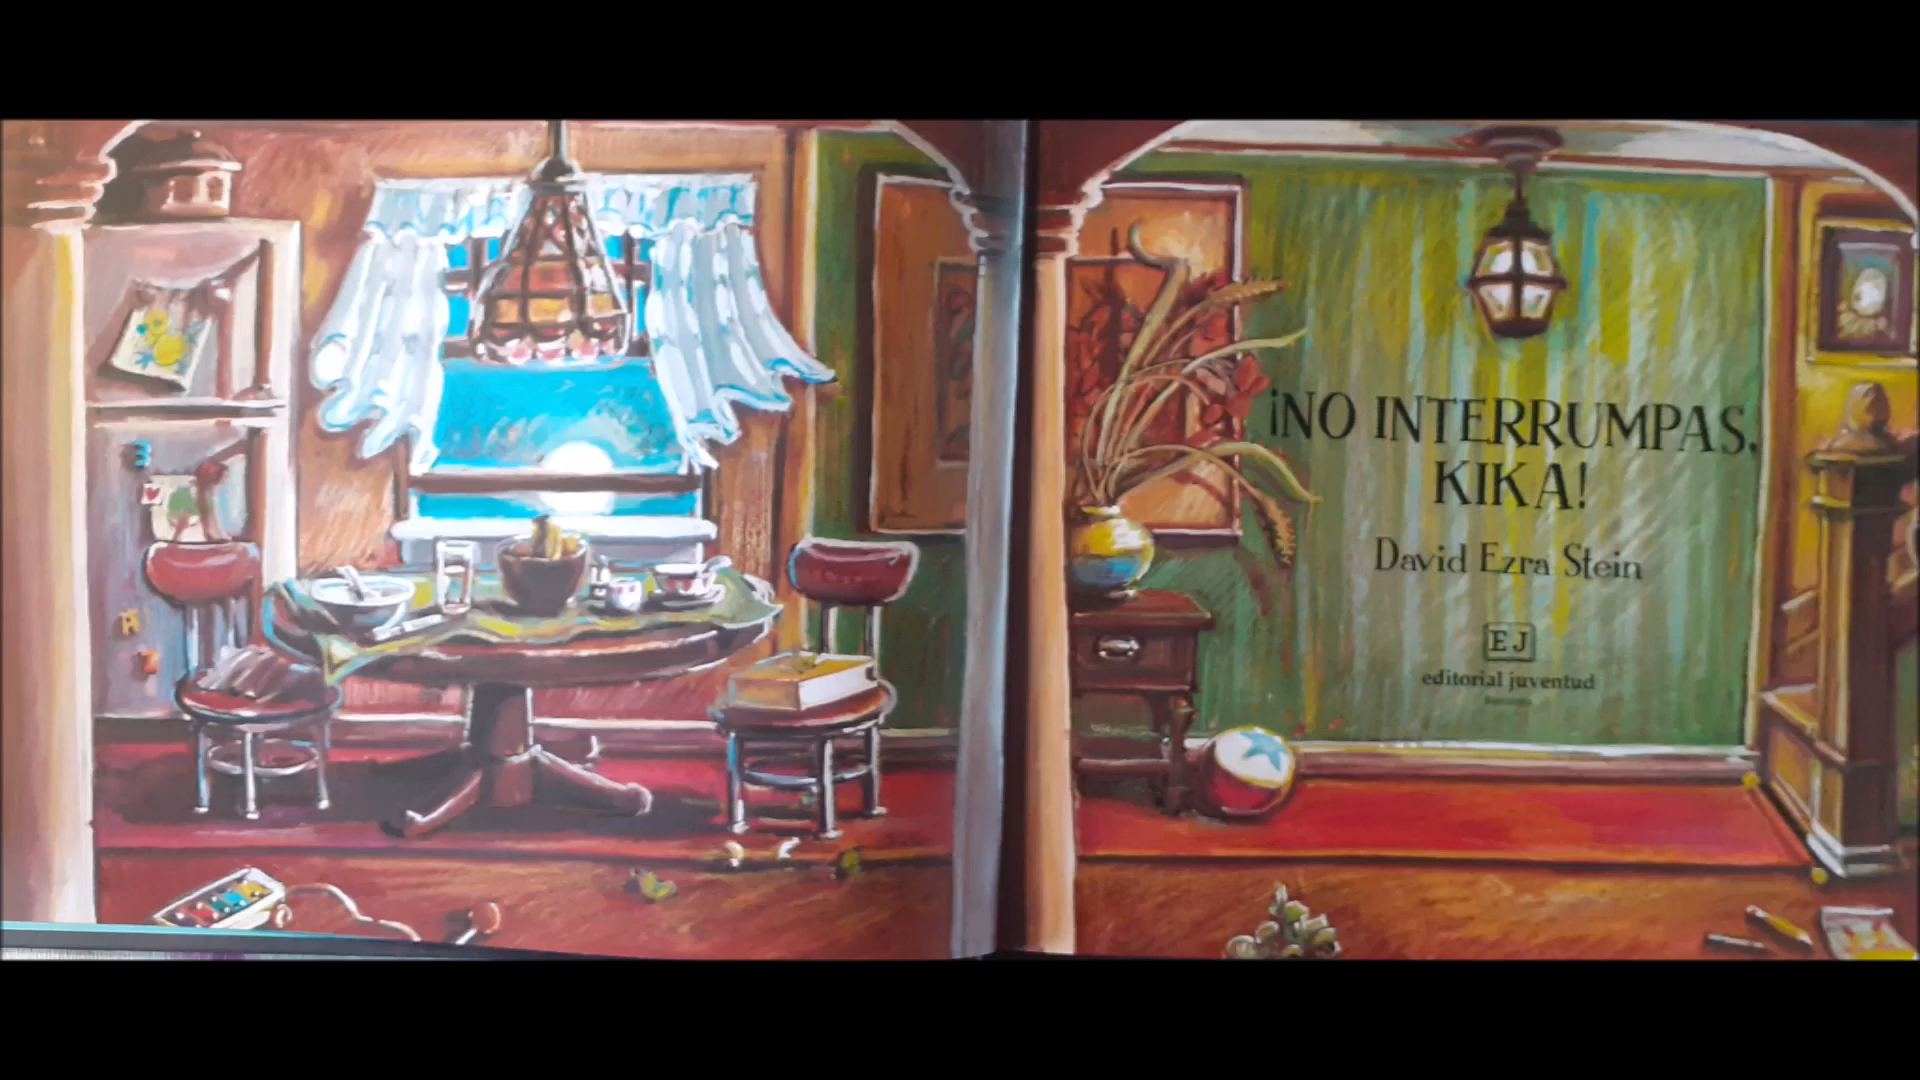 ¡NO INTERRUMPAS,
KIKA!
David Ezra Stein
EJ
editorial juventud